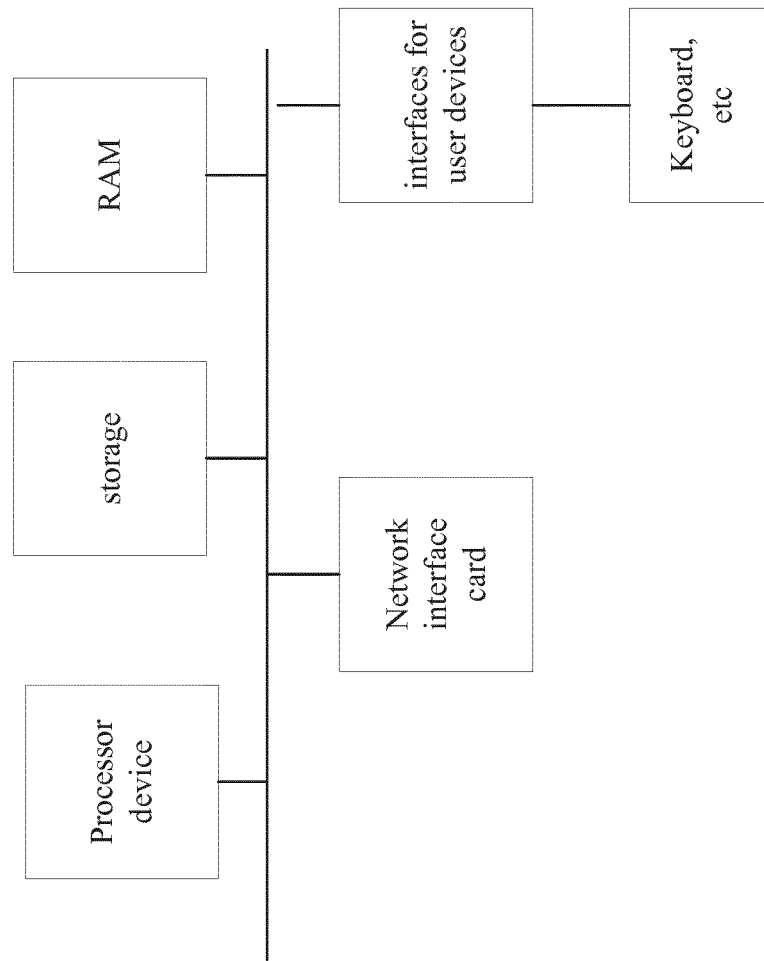 Processor
device
storage
RAM
Network
interface
card
interfaces for
user devices
Keyboard,
etc